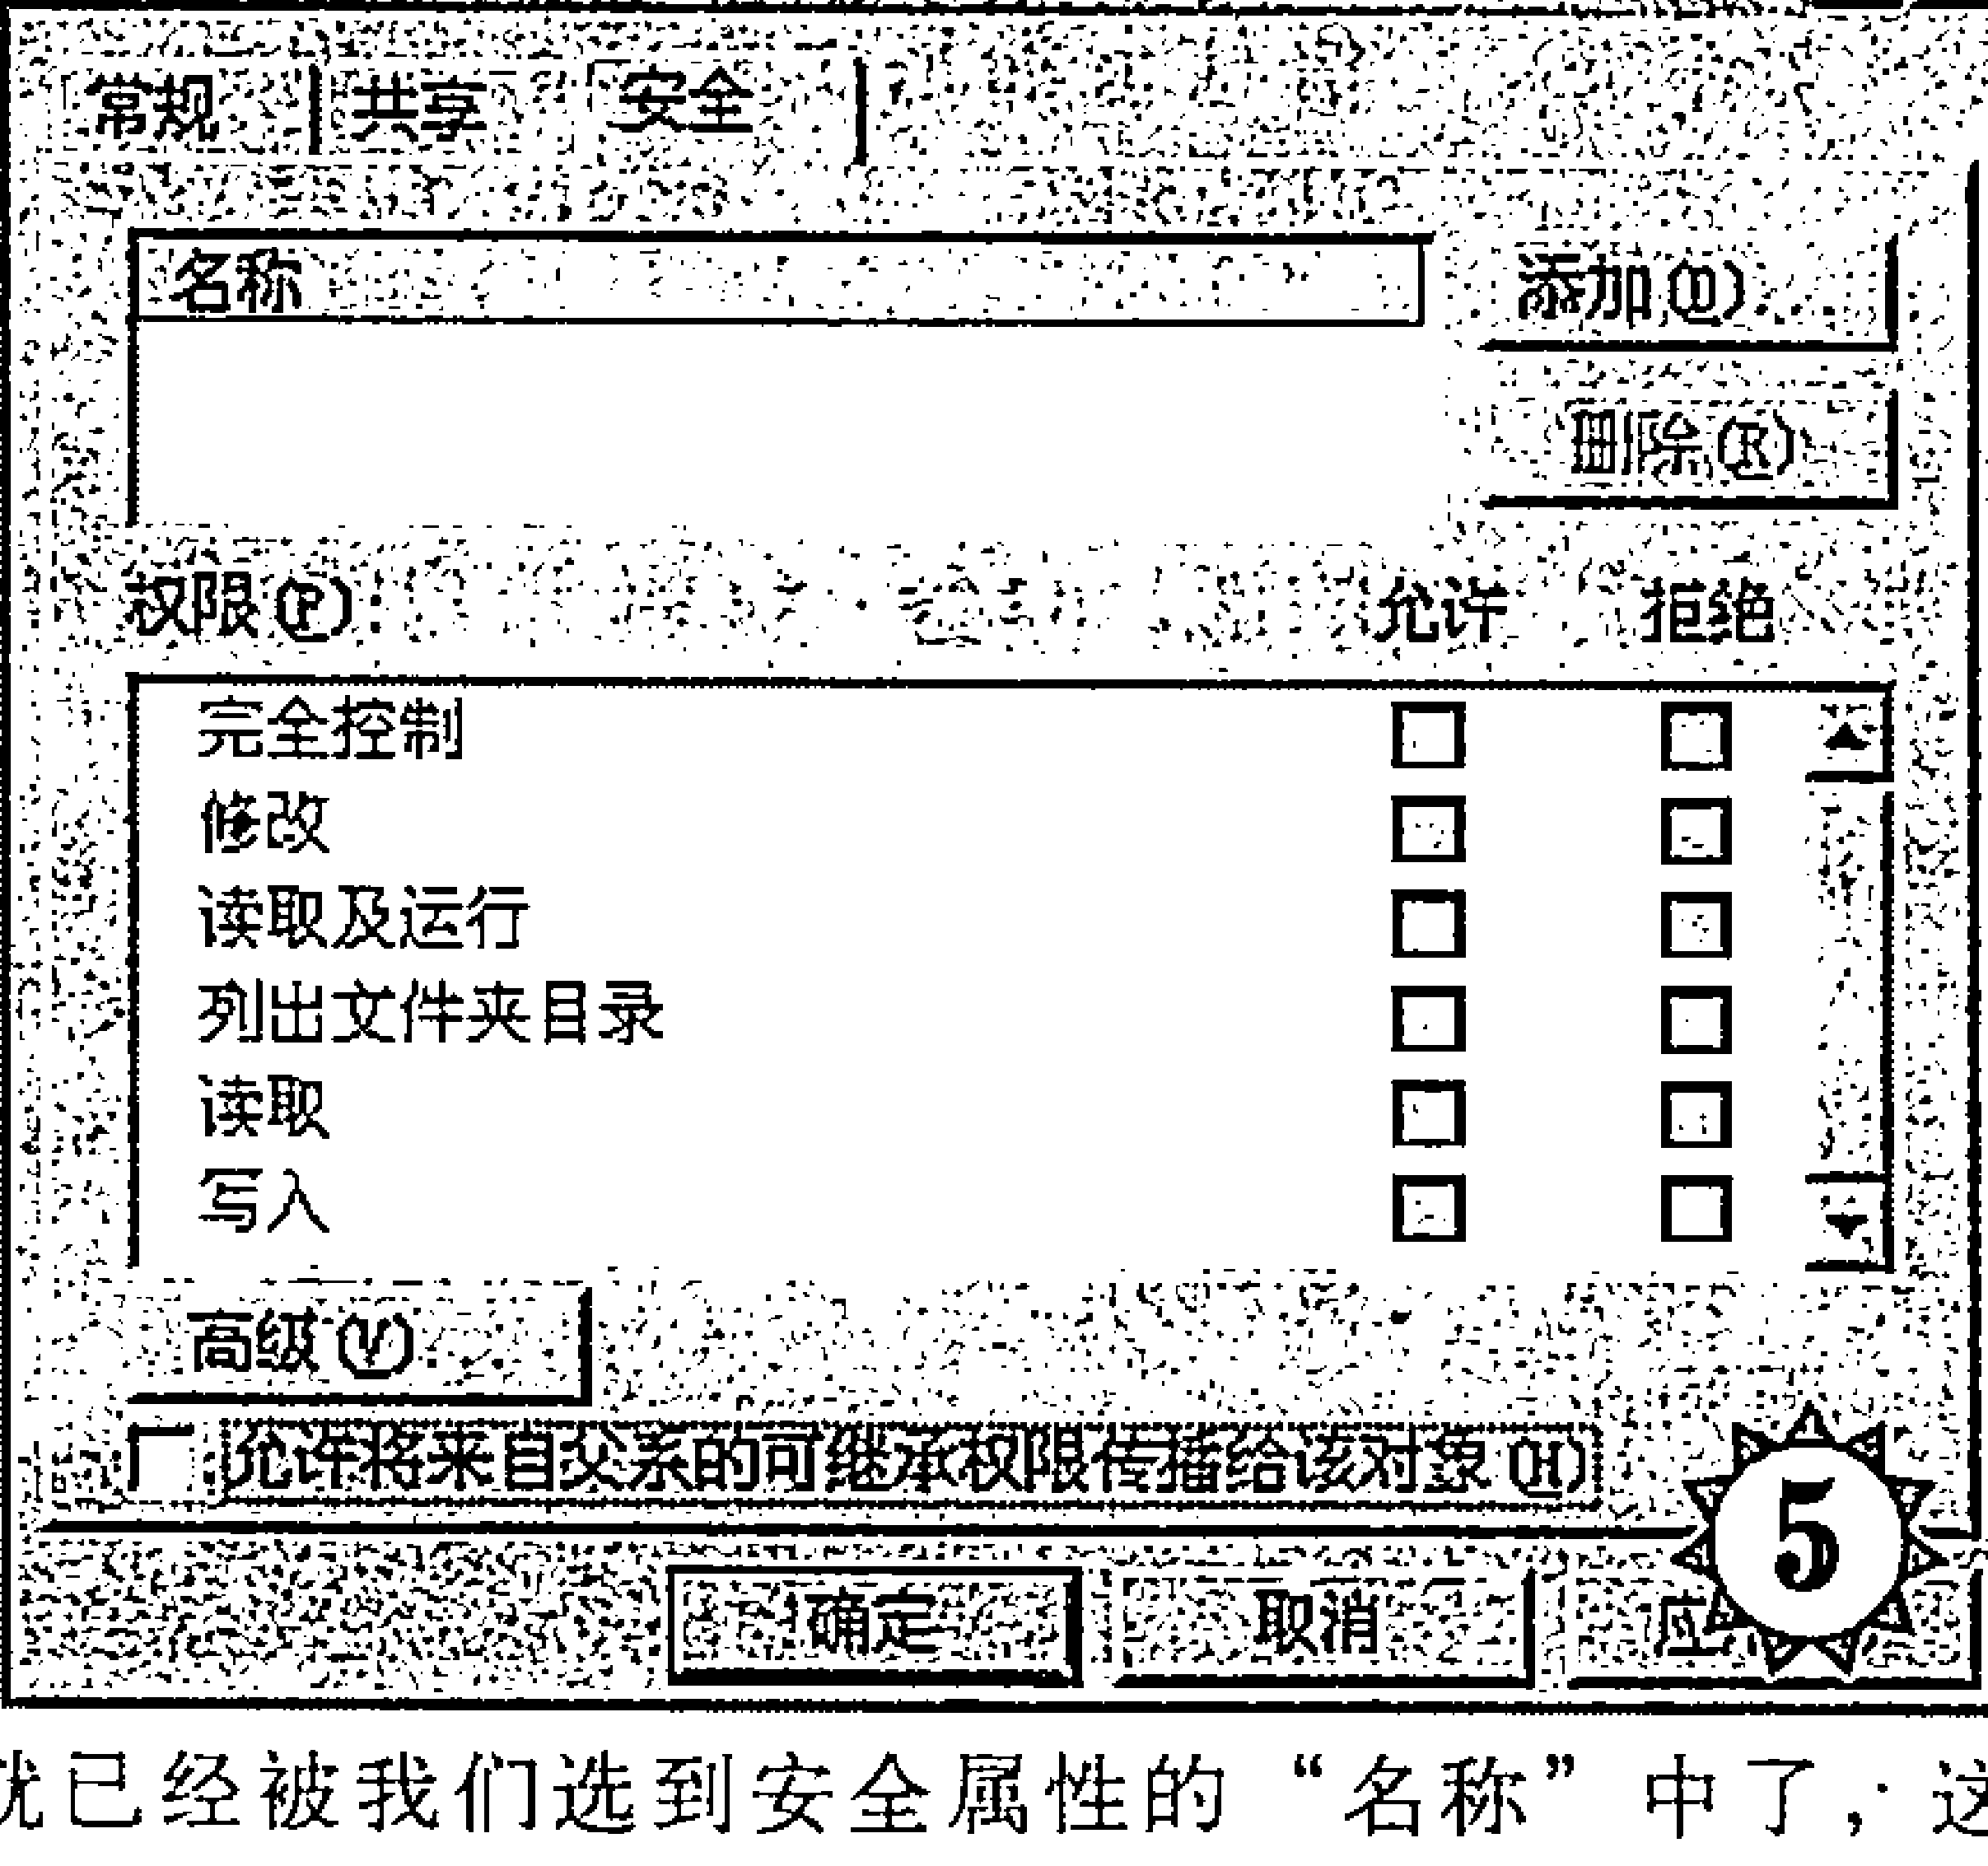 常规 共享 安全
名称
添加(D)...
删除(R)
权限(P): 允许 拒绝
完全控制
修改
读取及运行
列出文件夹目录
读取
写入
高级(V)...
允许将来自父系的可继承权限传播给该对象(H)
确定 取消 应
5
就已经被我们选到安全属性的“名称”中了，这